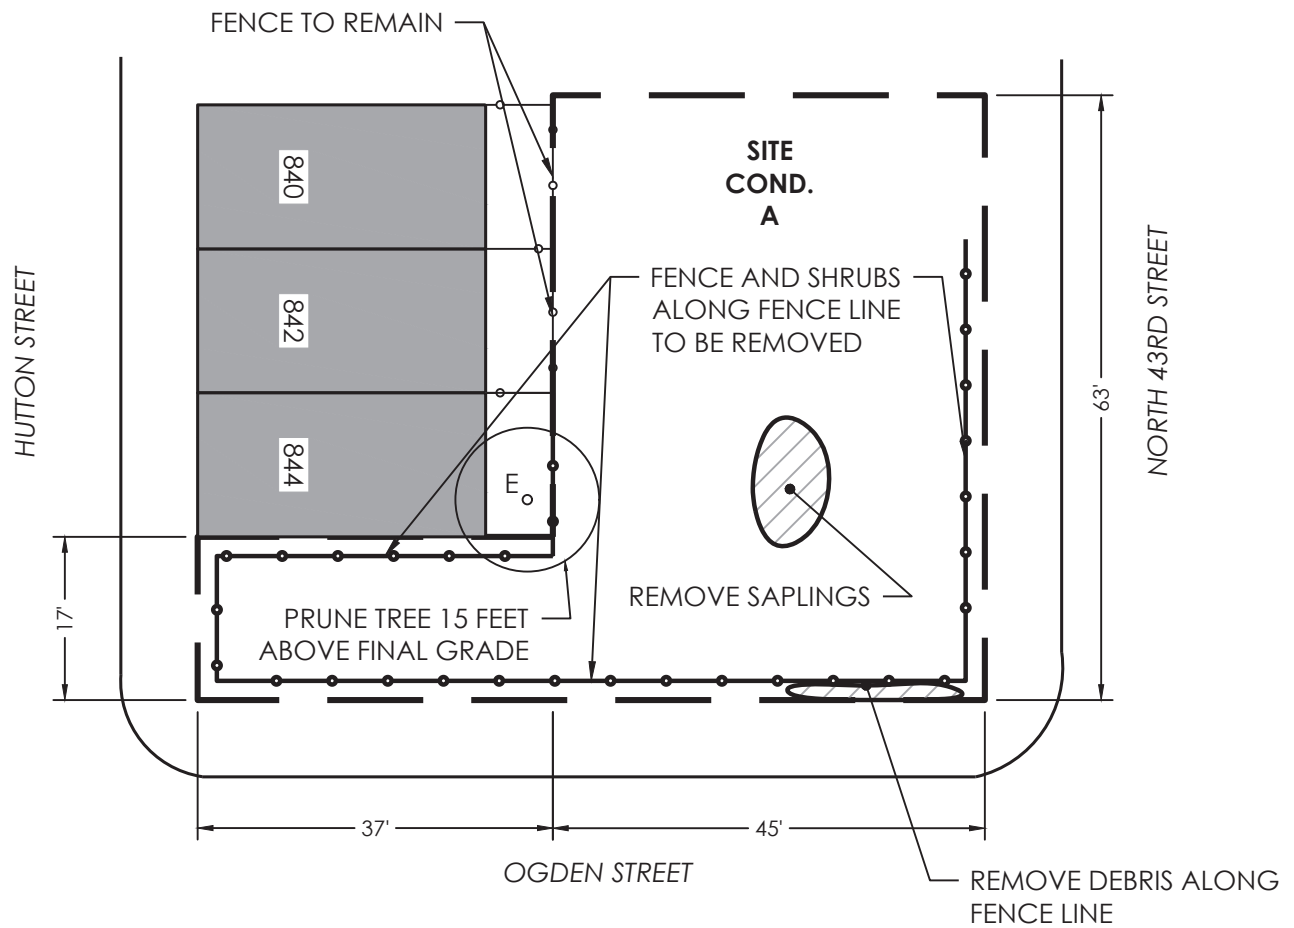 FENCE TO REMAIN
SITE
COND.
A
840
842
844
HUTTON STREET
NORTH 43RD STREET
FENCE AND SHRUBS
ALONG FENCE LINE
TO BE REMOVED
63'
E
17'
REMOVE SAPLINGS
PRUNE TREE 15 FEET
ABOVE FINAL GRADE
37'
45'
OGDEN STREET
REMOVE DEBRIS ALONG
FENCE LINE